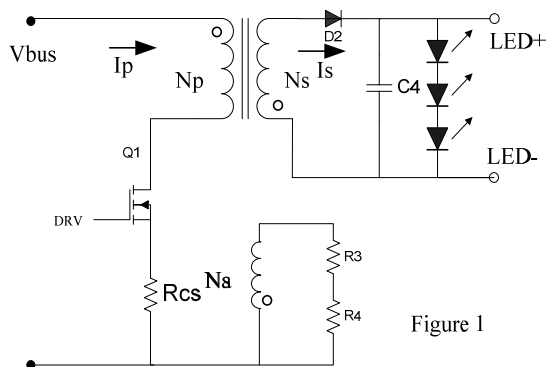 Vbus
Ip
Np
Ns
D2
Is
C4
LED+
LED-
Q1
DRV
Rcs
Na
R3
R4
Figure 1